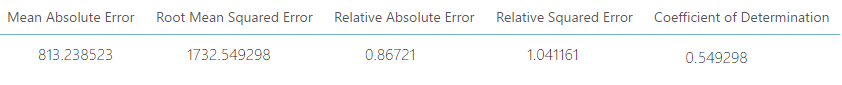 Mean Absolute Error Root Mean Squared Error Relative Absolute Error Relative Squared Error Coefficient of Determination
813.238523 1732.549298 0.86721 1.041161 0.549298